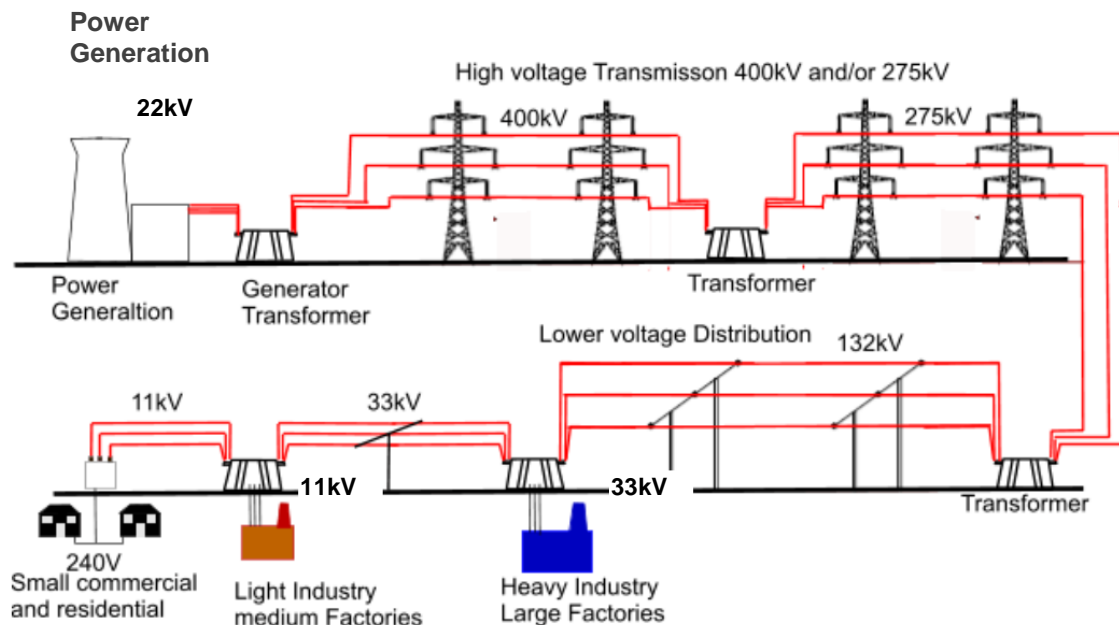 Power
Generation
High voltage Transmisson 400kV and/or 275kV
22kV
400kV
275kV
Power
Generaltion
Generator
Transformer
Transformer
Lower voltage Distribution
132kV
11kV
33kV
11kV
33kV
Transformer
240V
Small commercial
and residential
Light Industry
medium Factories
Heavy Industry
Large Factories